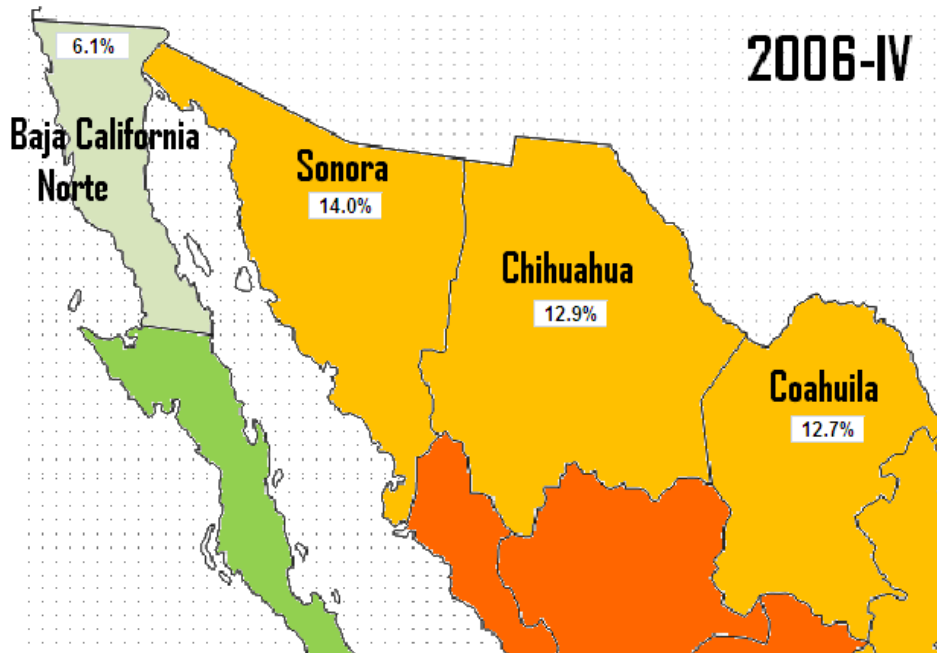 6.1%
2006-IV
Baja California
Norte
Sonora
14.0%
Chihuahua
12.9%
Coahuila
12.7%